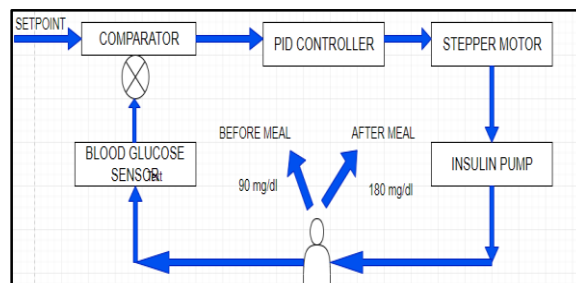 SETPOINT
COMPARATOR
PID CONTROLLER
STEPPER MOTOR
BEFORE MEAL
AFTER MEAL
BLOOD GLUCOSE
SENSOR
INSULIN PUMP
90 mg/dl
180 mg/dl